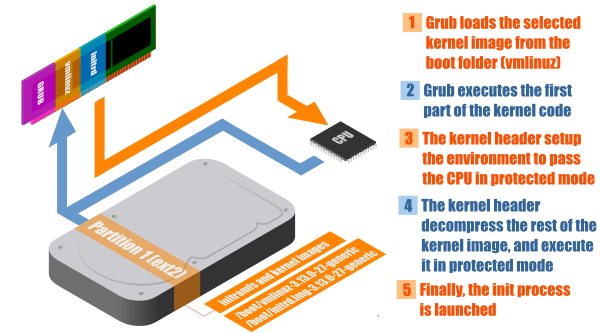 GRUB
vmlinuz
initrd
CPU
Partition 1 (ext2)
initramfs and kernel images
/boot/vmlinuz-3.13.0-27-generic
/boot/initrd.img-3.13.0-27-generic
1 Grub loads the selected
kernel image from the
boot folder (vmlinuz)
2 Grub executes the first
part of the kernel code
3 The kernel header setup
the environment to pass
the CPU in protected mode
4 The kernel header
decompress the rest of the
kernel image, and execute
it in protected mode
5 Finally, the init process
is launched